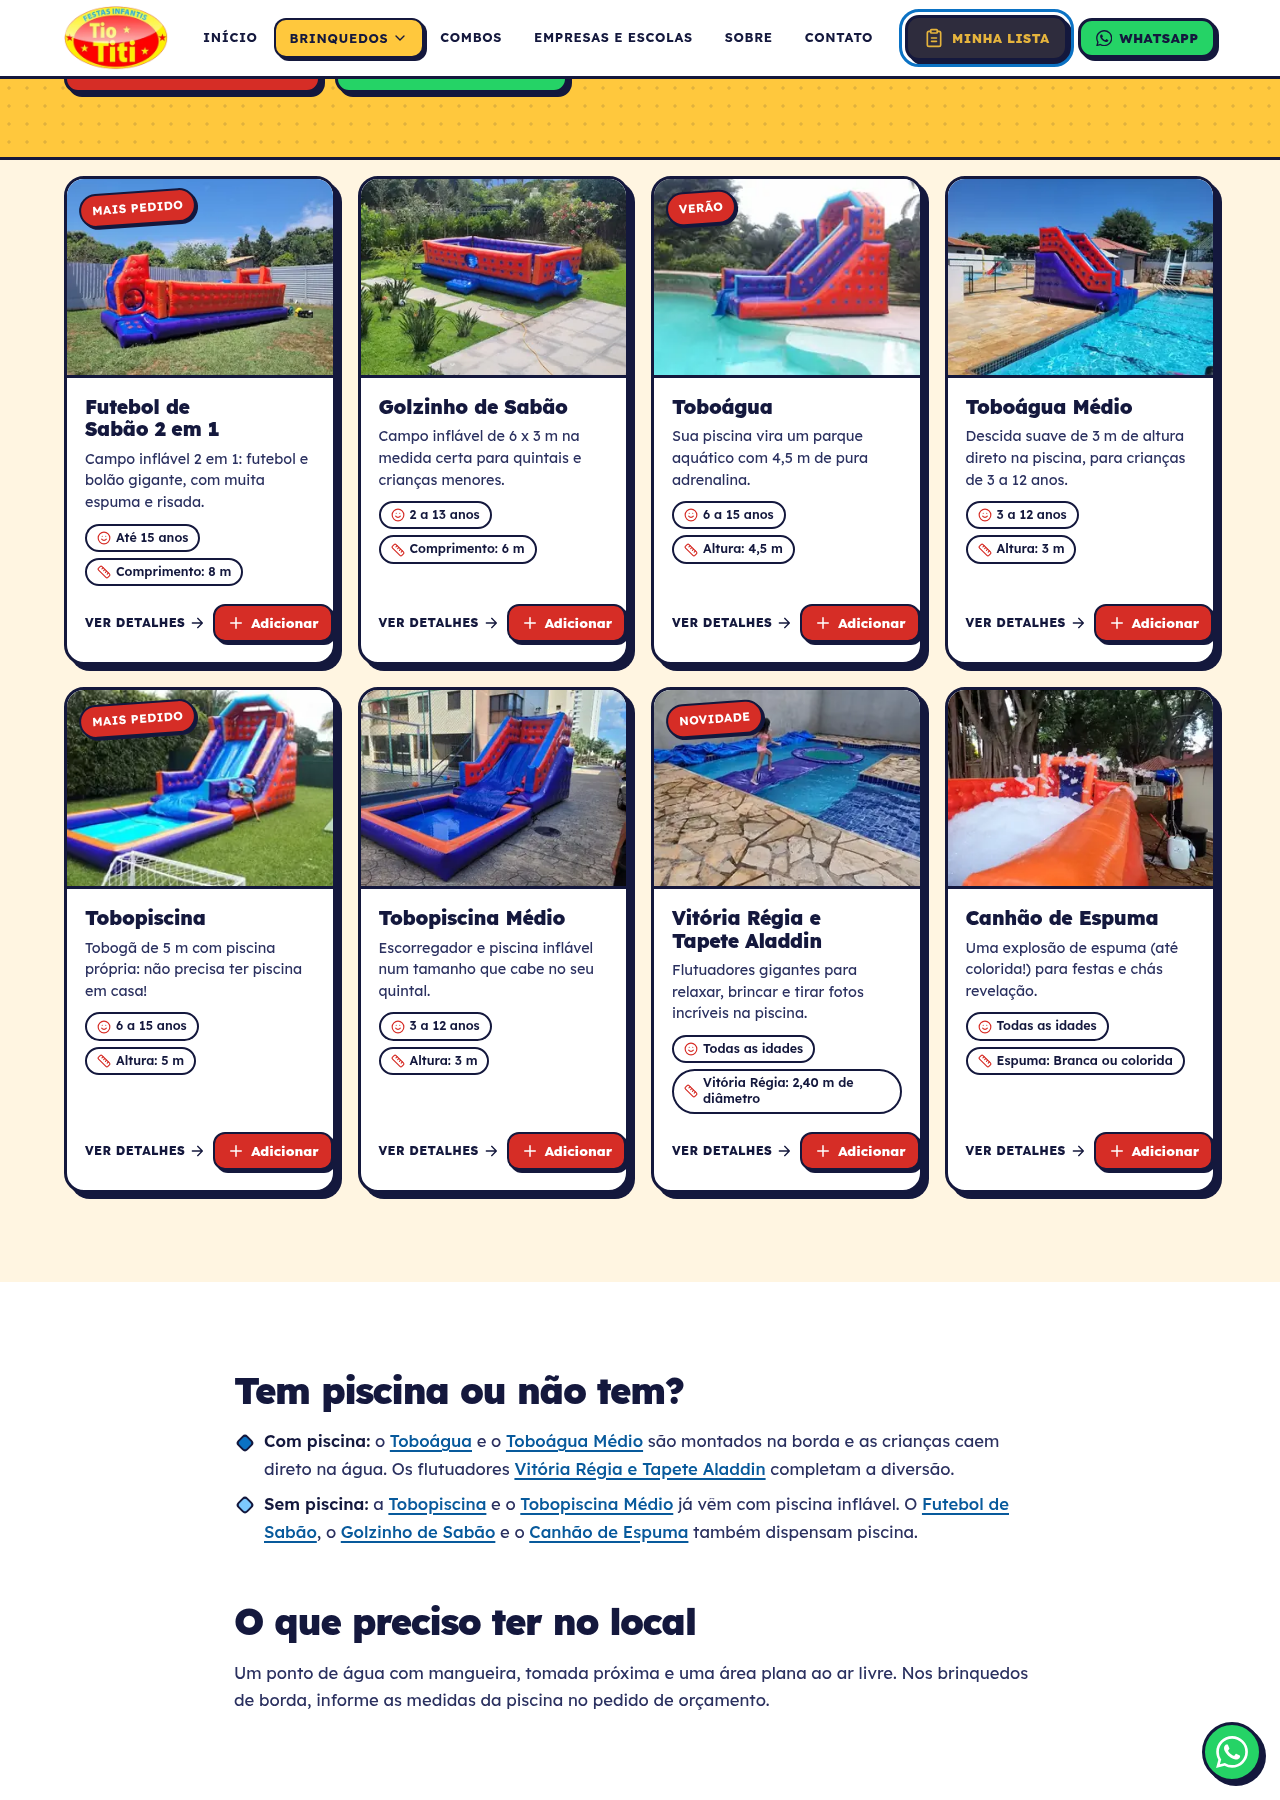 FESTAS INFANTIS
Tio
Titi
INÍCIO
BRINQUEDOS
COMBOS
EMPRESAS E ESCOLAS
SOBRE
CONTATO
MINHA LISTA
WHATSAPP
MAIS PEDIDO
Futebol de
Sabão 2 em 1
Campo inflável 2 em 1: futebol e
bolão gigante, com muita
espuma e risada.
Até 15 anos
Comprimento: 8 m
VER DETALHES
Adicionar
Golzinho de Sabão
Campo inflável de 6 x 3 m na
medida certa para quintais e
crianças menores.
2 a 13 anos
Comprimento: 6 m
VER DETALHES
Adicionar
VERÃO
Toboágua
Sua piscina vira um parque
aquático com 4,5 m de pura
adrenalina.
6 a 15 anos
Altura: 4,5 m
VER DETALHES
Adicionar
Toboágua Médio
Descida suave de 3 m de altura
direto na piscina, para crianças
de 3 a 12 anos.
3 a 12 anos
Altura: 3 m
VER DETALHES
Adicionar
MAIS PEDIDO
Tobopiscina
Tobogã de 5 m com piscina
própria: não precisa ter piscina
em casa!
6 a 15 anos
Altura: 5 m
VER DETALHES
Adicionar
Tobopiscina Médio
Escorregador e piscina inflável
num tamanho que cabe no seu
quintal.
3 a 12 anos
Altura: 3 m
VER DETALHES
Adicionar
NOVIDADE
Vitória Régia e
Tapete Aladdin
Flutuadores gigantes para
relaxar, brincar e tirar fotos
incríveis na piscina.
Todas as idades
Vitória Régia: 2,40 m de
diâmetro
VER DETALHES
Adicionar
Canhão de Espuma
Uma explosão de espuma (até
colorida!) para festas e chás
revelação.
Todas as idades
Espuma: Branca ou colorida
VER DETALHES
Adicionar
Tem piscina ou não tem?
Com piscina: o Toboágua e o Toboágua Médio são montados na borda e as crianças caem
direto na água. Os flutuadores Vitória Régia e Tapete Aladdin completam a diversão.
Sem piscina: a Tobopiscina e o Tobopiscina Médio já vêm com piscina inflável. O Futebol de
Sabão, o Golzinho de Sabão e o Canhão de Espuma também dispensam piscina.
O que preciso ter no local
Um ponto de água com mangueira, tomada próxima e uma área plana ao ar livre. Nos brinquedos
de borda, informe as medidas da piscina no pedido de orçamento.